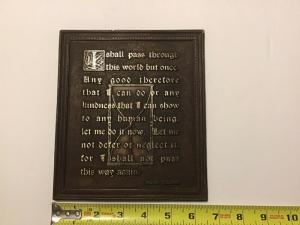 I shall pass through
this world but once.
Any good therefore
that I can do or any
kindness that I can show
to any human being,
let me do it now. Let me
not defer or neglect it,
for I shall not pass
this way again.
1 2 3 4 5 6 7 8 9 10